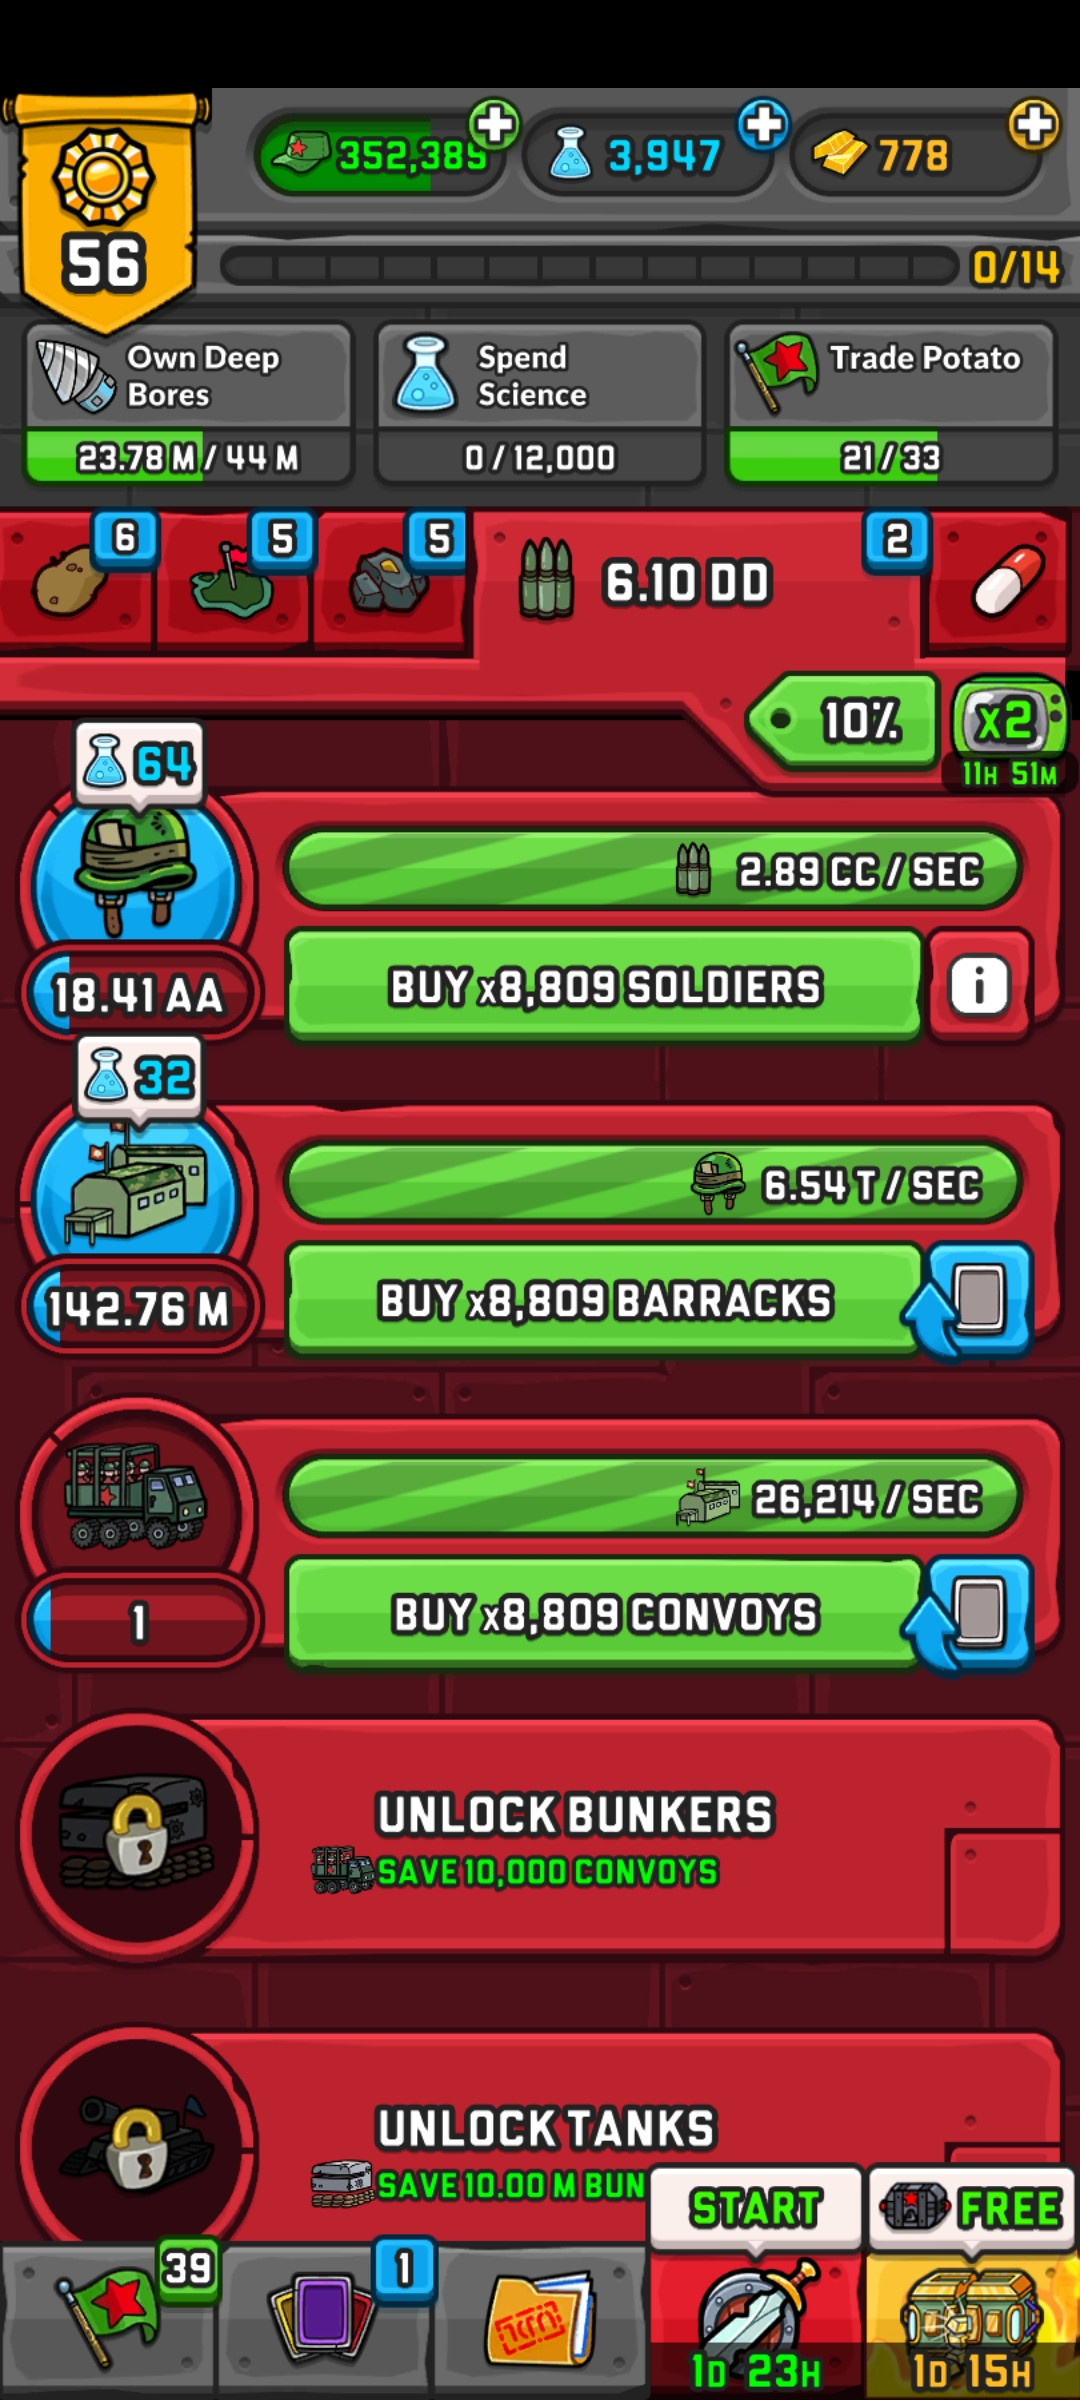 352,389
3,947
778
56
0/14
Own Deep
Bores
23.78 M / 44 M
Spend
Science
0 / 12,000
Trade Potato
21 / 33
6
5
5
6.10 DD
2
10%
x2
11H 51M
64
2.89 CC / SEC
18.41 AA
BUY x8,809 SOLDIERS
i
32
6.54 T / SEC
142.76 M
BUY x8,809 BARRACKS
26,214 / SEC
1
BUY x8,809 CONVOYS
UNLOCK BUNKERS
SAVE 10,000 CONVOYS
UNLOCK TANKS
SAVE 10.00 M BUN
START
FREE
39
1
1D 23H
1D 15H